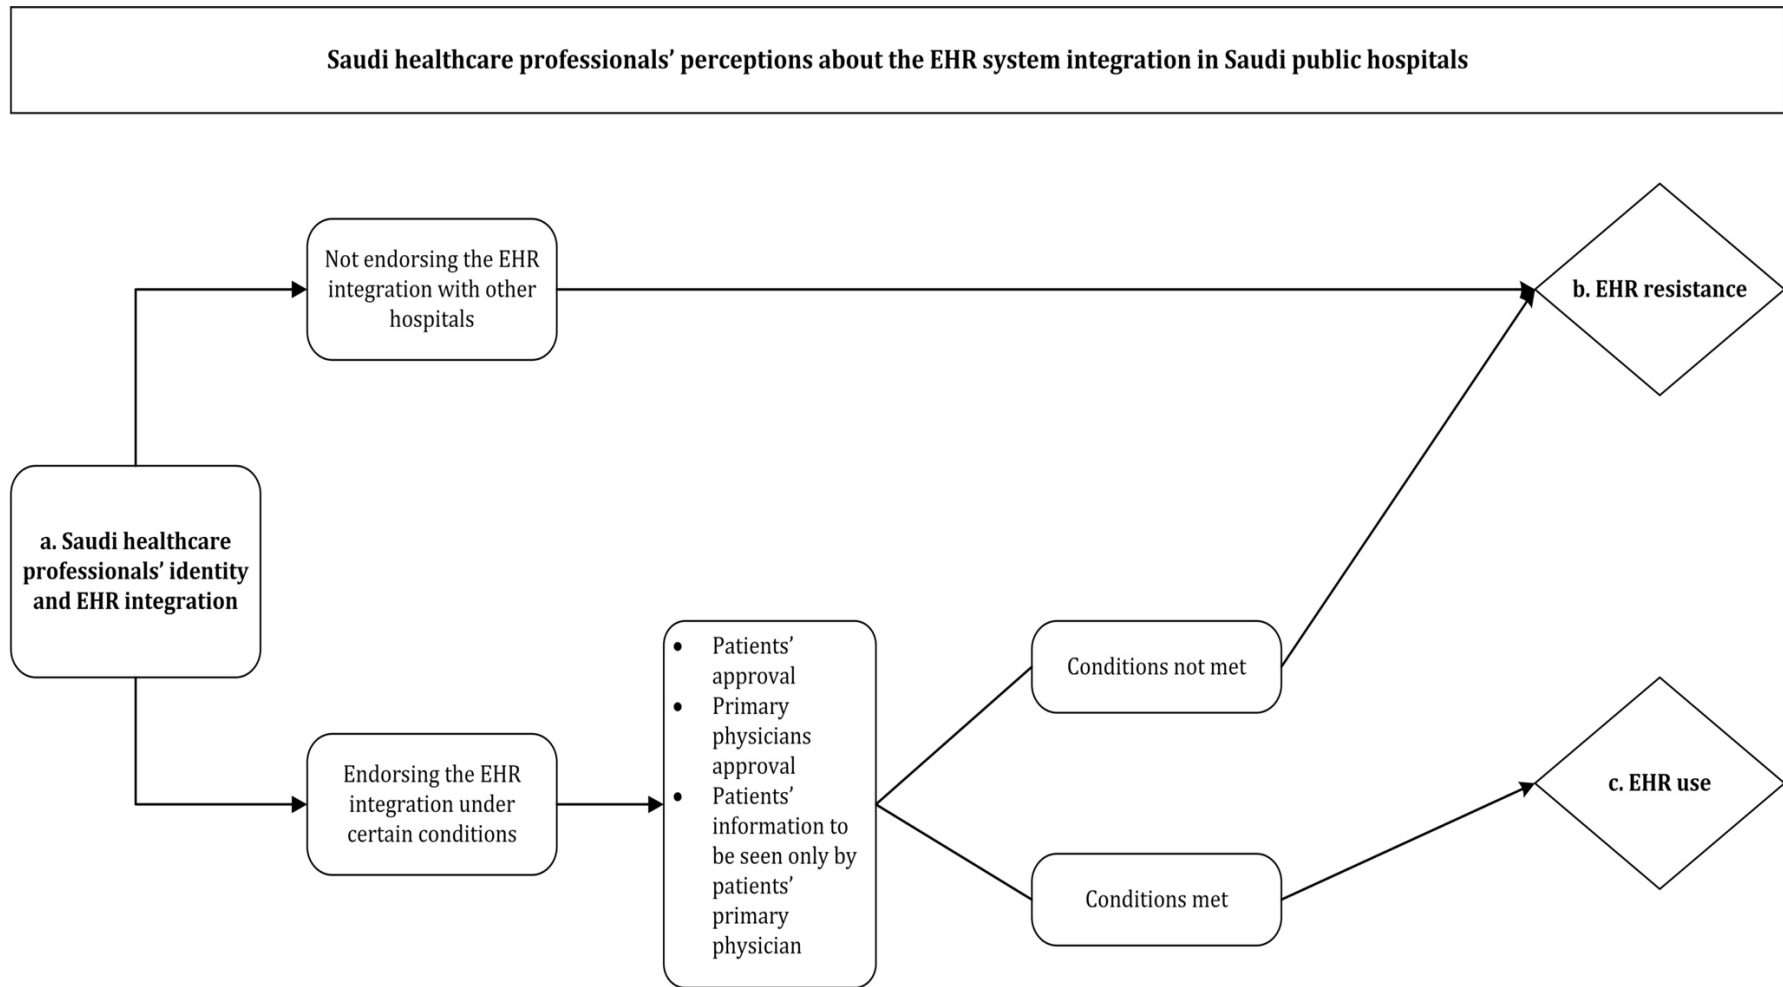 Saudi healthcare professionals’ perceptions about the EHR system integration in Saudi public hospitals
Not endorsing the EHR
integration with other
hospitals
b. EHR resistance
a. Saudi healthcare
professionals’ identity
and EHR integration
Endorsing the EHR
integration under
certain conditions
• Patients’
approval
• Primary
physicians
approval
• Patients’
information to
be seen only by
patients’
primary
physician
Conditions not met
Conditions met
c. EHR use